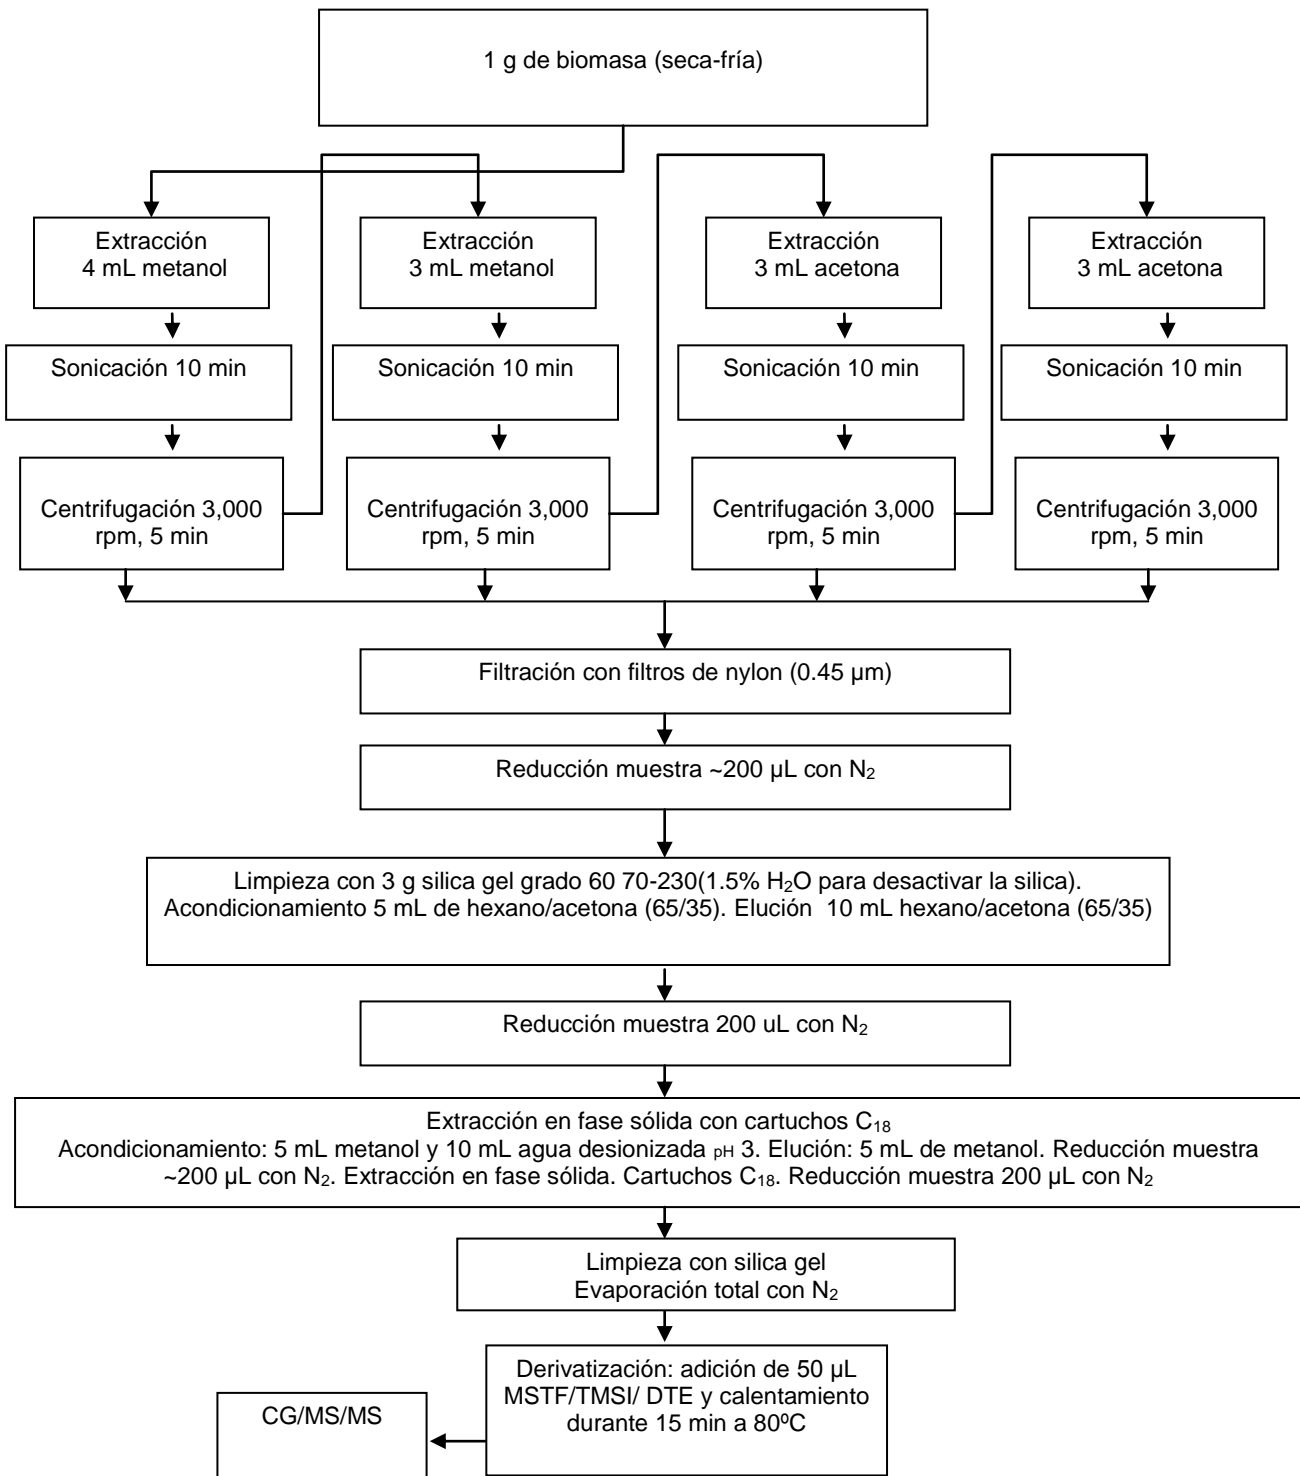 1 g de biomasa (seca-fría)
Extracción
4 mL metanol
Extracción
3 mL metanol
Extracción
3 mL acetona
Extracción
3 mL acetona
Sonicación 10 min
Sonicación 10 min
Sonicación 10 min
Sonicación 10 min
Centrifugación 3,000
rpm, 5 min
Centrifugación 3,000
rpm, 5 min
Centrifugación 3,000
rpm, 5 min
Centrifugación 3,000
rpm, 5 min
Filtración con filtros de nylon (0.45 µm)
Reducción muestra ~200 µL con N₂
Limpieza con 3 g silica gel grado 60 70-230(1.5% H₂O para desactivar la silica).
Acondicionamiento 5 mL de hexano/acetona (65/35). Elución 10 mL hexano/acetona (65/35)
Reducción muestra 200 uL con N₂
Extracción en fase sólida con cartuchos C₁₈
Acondicionamiento: 5 mL metanol y 10 mL agua desionizada pH 3. Elución: 5 mL de metanol. Reducción muestra
~200 µL con N₂. Extracción en fase sólida. Cartuchos C₁₈. Reducción muestra 200 µL con N₂
Limpieza con silica gel
Evaporación total con N₂
Derivatización: adición de 50 µL
MSTF/TMSI/ DTE y calentamiento
durante 15 min a 80ºC
CG/MS/MS